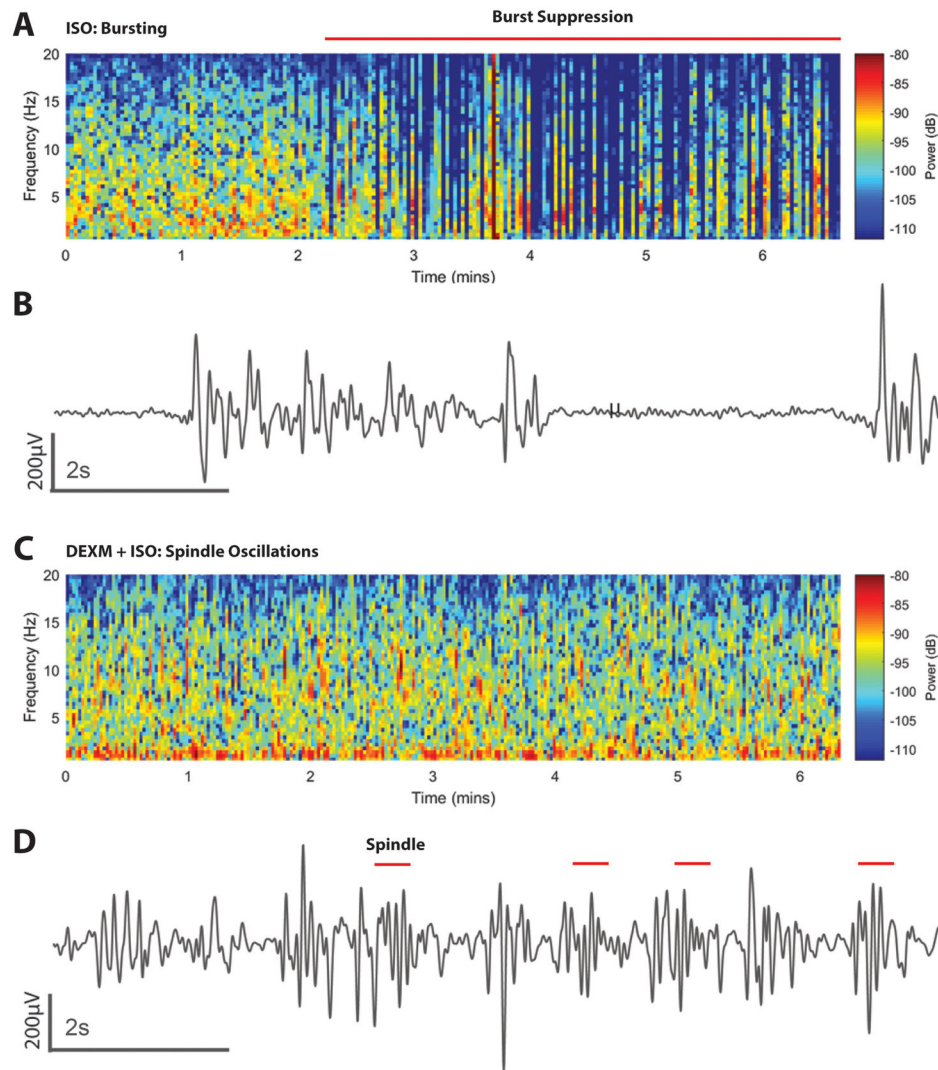 Burst Suppression
A
ISO: Bursting
20
15
10
5
Frequency (Hz)
0 1 2 3 4 5 6
Time (mins)
-80
-85
-90
-95
-100
-105
-110
Power (dB)
B
200µV
2s
C
DEXM + ISO: Spindle Oscillations
20
15
10
5
Frequency (Hz)
0 1 2 3 4 5 6
Time (mins)
-80
-85
-90
-95
-100
-105
-110
Power (dB)
D
Spindle
200µV
2s